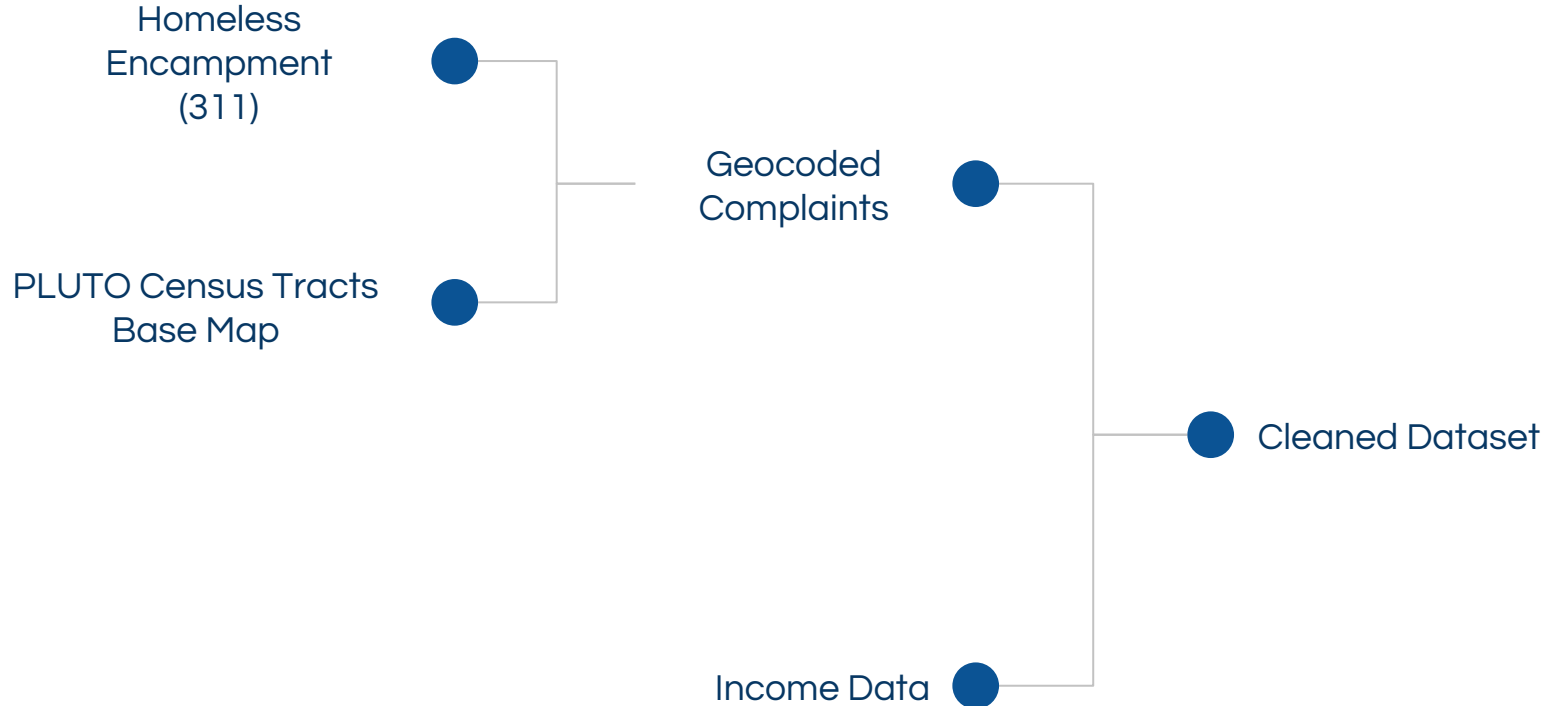 Homeless
Encampment
(311)
Geocoded
Complaints
PLUTO Census Tracts
Base Map
Cleaned Dataset
Income Data